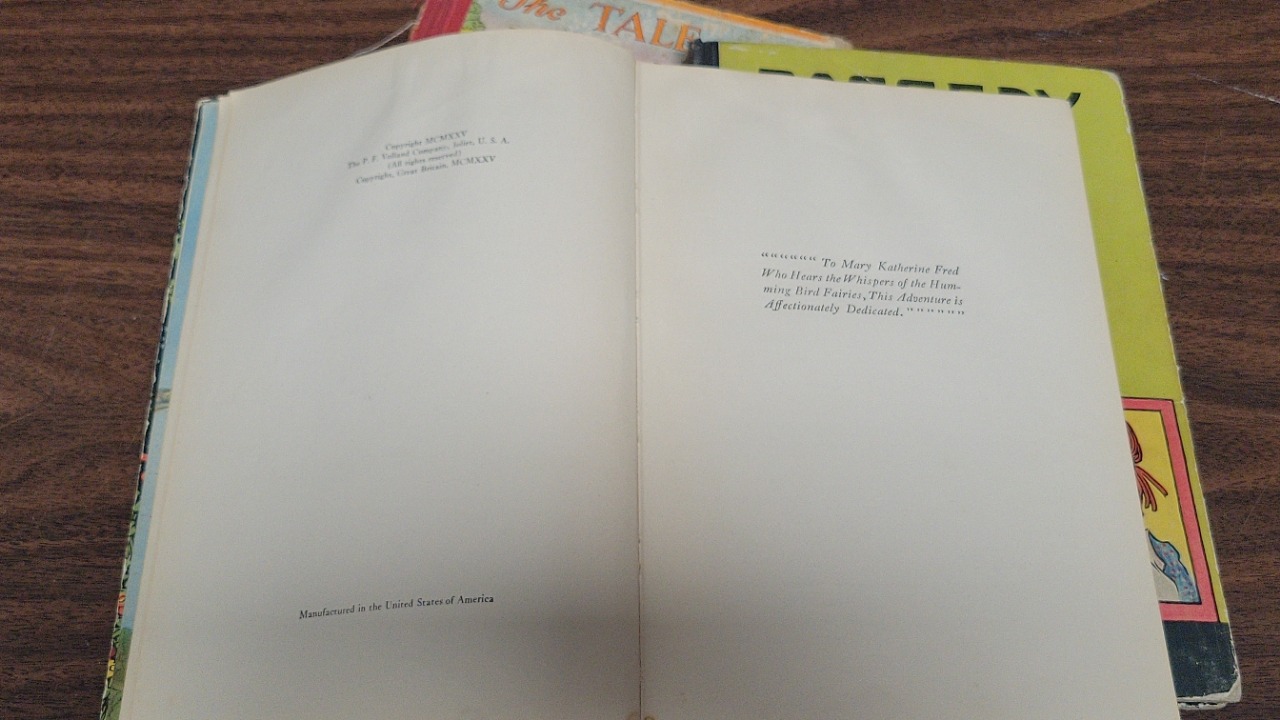 The TALE
RAGGEDY
Copyright MCMXXV
The P. F. Volland Company, Joliet, U. S. A.
(All rights reserved)
Copyright, Great Britain, MCMXXV
Manufactured in the United States of America
““““““ To Mary Katherine Fred
Who Hears the Whispers of the Hum-
ming Bird Fairies, This Adventure is
Affectionately Dedicated. ””””””